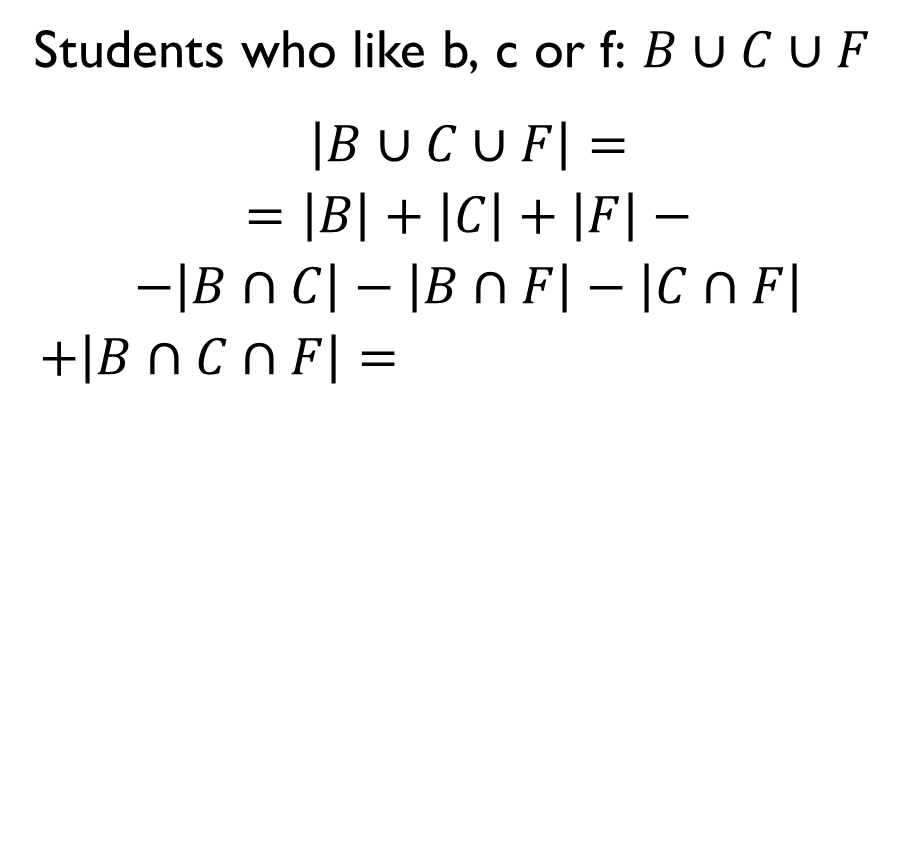 Students who like b, c or f: 𝐵 ∪ 𝐶 ∪ 𝐹
|𝐵 ∪ 𝐶 ∪ 𝐹| =
= |𝐵| + |𝐶| + |𝐹| −
−|𝐵 ∩ 𝐶| − |𝐵 ∩ 𝐹| − |𝐶 ∩ 𝐹|
+|𝐵 ∩ 𝐶 ∩ 𝐹| =